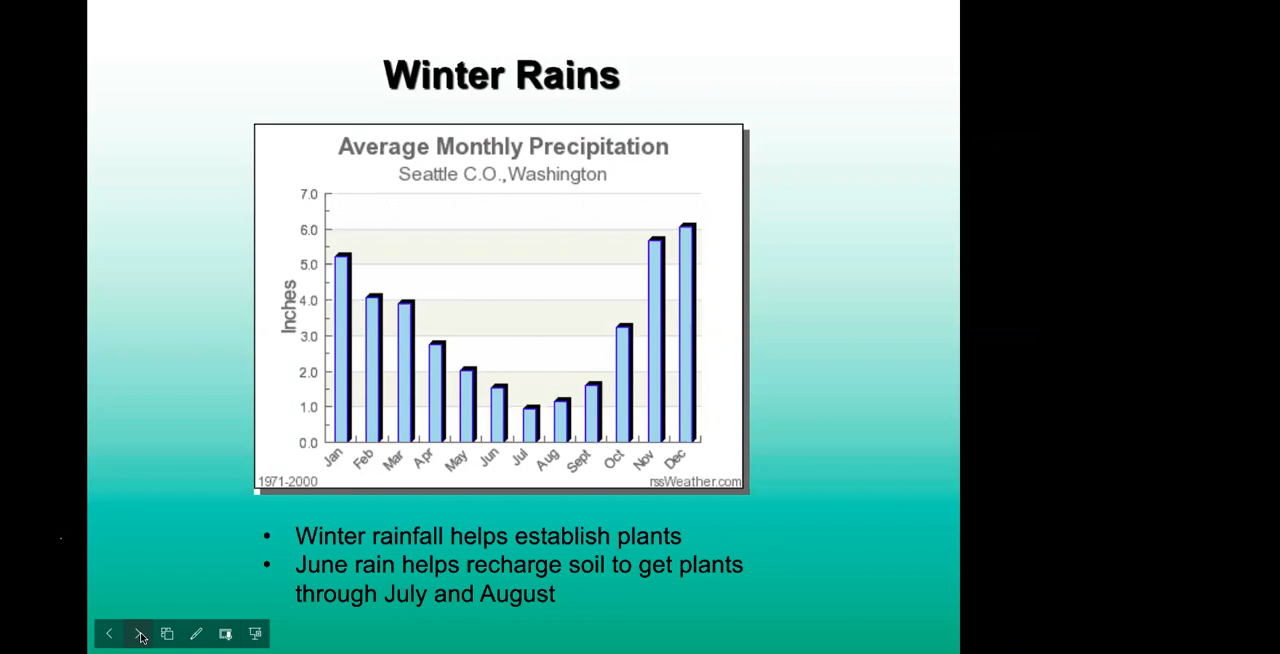 Winter Rains
Average Monthly Precipitation
Seattle C.O.,Washington
7.0
6.0
5.0
4.0
3.0
2.0
1.0
0.0
Inches
Jan Feb Mar Apr May Jun Jul Aug Sept Oct Nov Dec
1971-2000 rssWeather.com
• Winter rainfall helps establish plants
• June rain helps recharge soil to get plants
through July and August